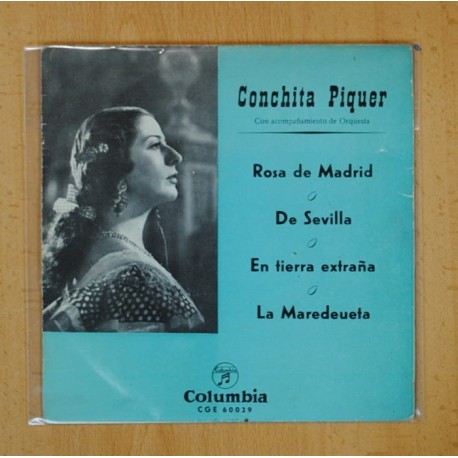 Conchita Piquer
Con acompañamiento de Orquesta
Rosa de Madrid
De Sevilla
En tierra extraña
La Maredeueta
Columbia
CGE 60039